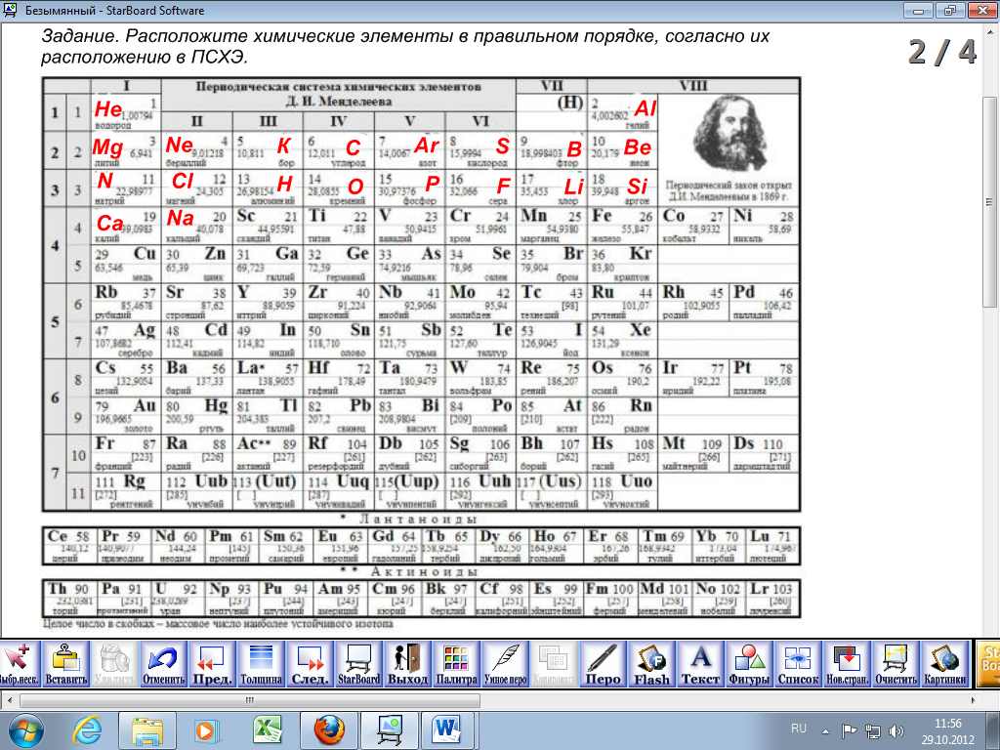 Безымянный - StarBoard Software
Задание. Расположите химические элементы в правильном порядке, согласно их
расположению в ПСХЭ.
2 / 4
I Периодическая система химических элементов VII VIII
Д. И. Менделеева
II III IV V VI
1 1 He 1 (H) 2 Al
1,00794 4,002602
водород гелий
2 2 Mg 3 Ne 4 5 К 6 C 7 Ar 8 S 9 B 10 Be
6,941 9,01218 10,811 12,011 14,0067 15,9994 18,998403 20,179
литий бериллий бор углерод азот кислород фтор неон
3 3 N 11 Cl 12 13 H 14 O 15 P 16 F 17 Li 18 Si
22,98977 24,305 26,98154 28,0855 30,97376 32,066 35,453 39,948
натрий магний алюминий кремний фосфор сера хлор аргон
Периодический закон открыт
Д.И. Менделеевым в 1869 г.
4 4 Ca 19 Na 20 Sc 21 Ti 22 V 23 Cr 24 Mn 25 Fe 26 Co 27 Ni 28
39,0983 40,078 44,95591 47,88 50,9415 51,9961 54,9380 55,847 58,9332 58,69
калий кальций скандий титан ванадий хром марганец железо кобальт никель
5 29 Cu 30 Zn 31 Ga 32 Ge 33 As 34 Se 35 Br 36 Kr
63,546 65,39 69,723 72,59 74,9216 78,96 79,904 83,80
медь цинк галлий германий мышьяк селен бром криптон
5 6 Rb 37 Sr 38 Y 39 Zr 40 Nb 41 Mo 42 Tc 43 Ru 44 Rh 45 Pd 46
85,4678 87,62 88,9059 91,224 92,9064 95,94 [98] 101,07 102,9055 106,42
рубидий стронций иттрий цирконий ниобий молибден технеций рутений родий палладий
7 47 Ag 48 Cd 49 In 50 Sn 51 Sb 52 Te 53 I 54 Xe
107,8682 112,41 114,82 118,710 121,75 127,60 126,9045 131,29
серебро кадмий индий олово сурьма теллур йод ксенон
6 8 Cs 55 Ba 56 La* 57 Hf 72 Ta 73 W 74 Re 75 Os 76 Ir 77 Pt 78
132,9054 137,33 138,9055 178,49 180,9479 183,85 186,207 190,2 192,22 195,08
цезий барий лантан гафний тантал вольфрам рений осмий иридий платина
9 79 Au 80 Hg 81 Tl 82 Pb 83 Bi 84 Po 85 At 86 Rn
196,9665 200,59 204,383 207,2 208,9804 [209] [210] [222]
золото ртуть таллий свинец висмут полоний астат радон
7 10 Fr 87 Ra 88 Ac** 89 Rf 104 Db 105 Sg 106 Bh 107 Hs 108 Mt 109 Ds 110
[223] [226] [227] [261] [262] [263] [262] [265] [266] [271]
франций радий актиний резерфордий дубний сиборгий борий гасий майтнерий дармштадтий
11 111 Rg 112 Uub 113 (Uut) 114 Uuq 115(Uup) 116 Uuh 117 (Uus) 118 Uuo
[272] [285] [ ] [287] [ ] [292] [ ] [293]
рентгений унунбий унунтрий унунквадий унунпентий унунгексий унунсептий унуноктий
* Лантаноиды
Ce 58 Pr 59 Nd 60 Pm 61 Sm 62 Eu 63 Gd 64 Tb 65 Dy 66 Ho 67 Er 68 Tm 69 Yb 70 Lu 71
140,12 140,9077 144,24 [145] 150,36 151,96 157,25 158,9254 162,50 164,9304 167,26 168,9342 173,04 174,967
церий празеодим неодим прометий самарий европий гадолиний тербий диспрозий гольмий эрбий тулий иттербий лютеций
** Актиноиды
Th 90 Pa 91 U 92 Np 93 Pu 94 Am 95 Cm 96 Bk 97 Cf 98 Es 99 Fm 100 Md 101 No 102 Lr 103
232,0381 [231] 238,0289 [237] [244] [243] [247] [247] [251] [252] [257] [258] [259] [260]
торий протактиний уран нептуний плутоний америций кюрий берклий калифорний эйнштейний фермий менделевий нобелий лоуренсий
Целое число в скобках – массовое число наиболее устойчивого изотопа
Выбр.неск. Вставить Удалить Отменить Пред. Толщина След. StarBoard Выход Палитра Умное перо Копировать Перо Flash Текст Фигуры Список Нов.стран. Очистить Картинки
RU 11:56
29.10.2012